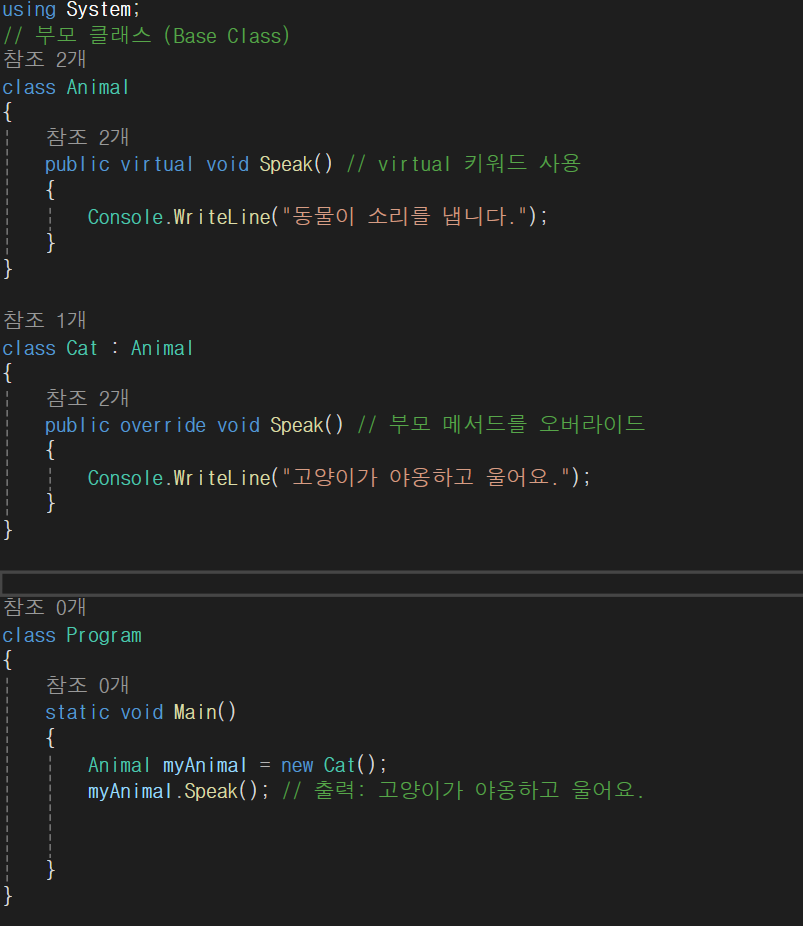 using System;
// 부모 클래스 (Base Class)
참조 2개
class Animal
{
참조 2개
public virtual void Speak() // virtual 키워드 사용
{
Console.WriteLine("동물이 소리를 냅니다.");
}
}
참조 1개
class Cat : Animal
{
참조 2개
public override void Speak() // 부모 메서드를 오버라이드
{
Console.WriteLine("고양이가 야옹하고 울어요.");
}
}
참조 0개
class Program
{
참조 0개
static void Main()
{
Animal myAnimal = new Cat();
myAnimal.Speak(); // 출력: 고양이가 야옹하고 울어요.
}
}